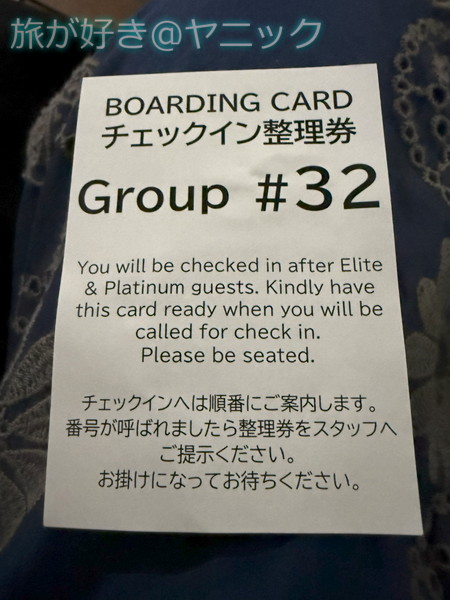 旅が好き@ヤニック
BOARDING CARD
チェックイン整理券
Group #32
You will be checked in after Elite
& Platinum guests. Kindly have
this card ready when you will be
called for check in.
Please be seated.
チェックインへは順番にご案内します。
番号が呼ばれましたら整理券をスタッフへ
ご提示ください。
お掛けになってお待ちください。